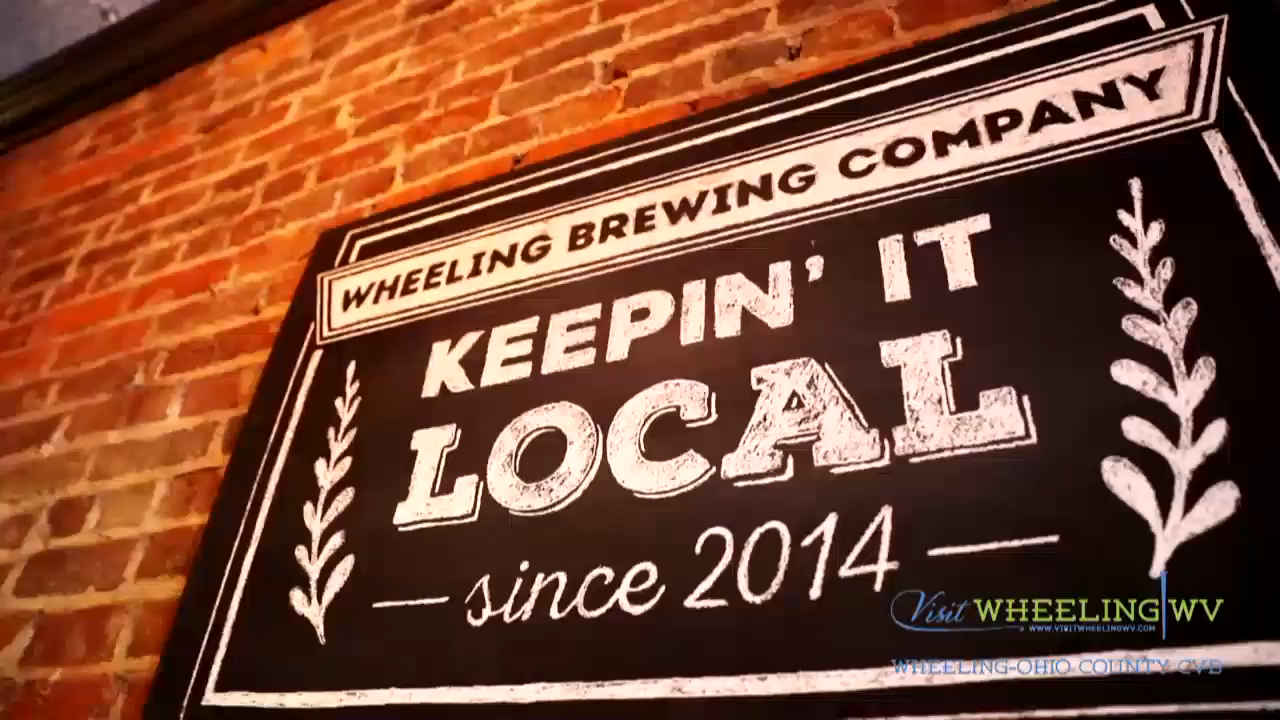 WHEELING BREWING COMPANY
KEEPIN' IT
LOCAL
since 2014
Visit WHEELING WV
WWW.VISITWHEELINGWV.COM
WHEELING-OHIO COUNTY CVB